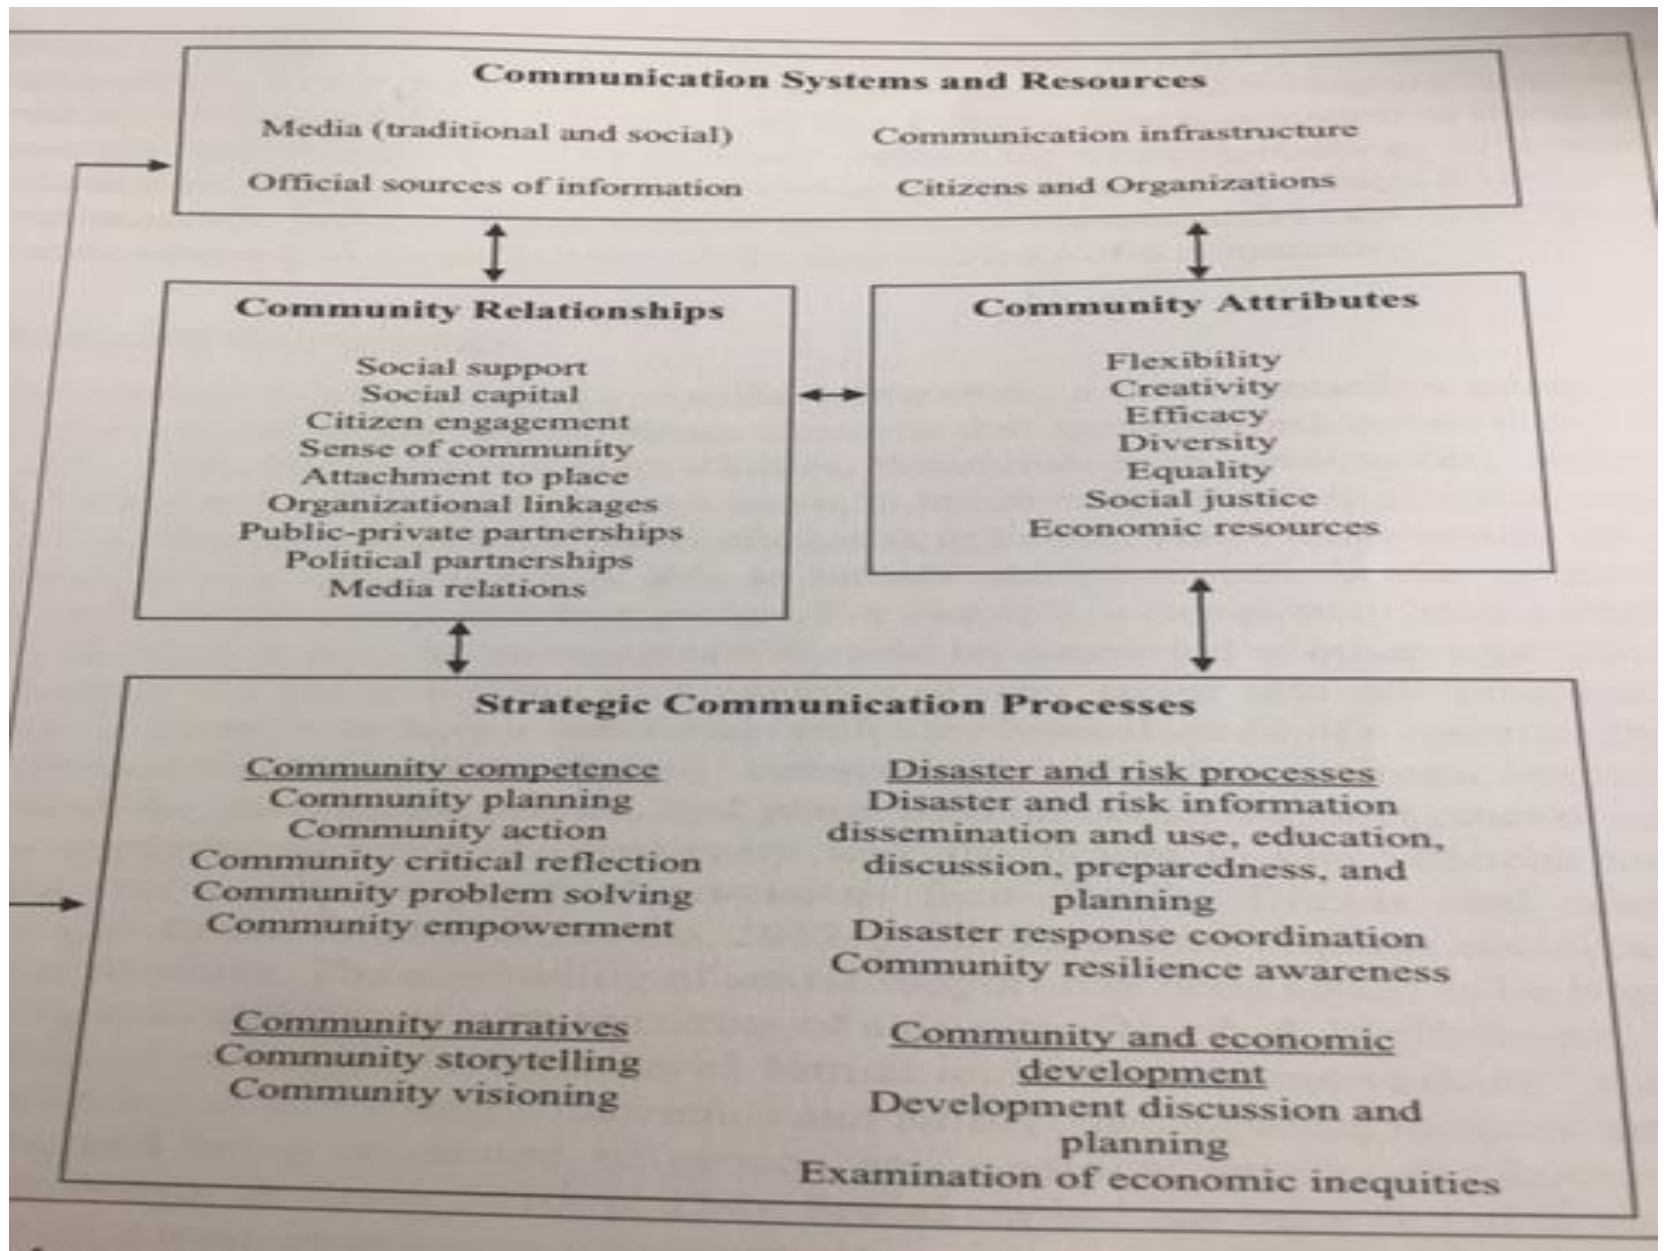 Communication Systems and Resources
Media (traditional and social)
Communication infrastructure
Official sources of information
Citizens and Organizations
Community Relationships
Social support
Social capital
Citizen engagement
Sense of community
Attachment to place
Organizational linkages
Public-private partnerships
Political partnerships
Media relations
Community Attributes
Flexibility
Creativity
Efficacy
Diversity
Equality
Social justice
Economic resources
Strategic Communication Processes
Community competence
Community planning
Community action
Community critical reflection
Community problem solving
Community empowerment
Disaster and risk processes
Disaster and risk information
dissemination and use, education,
discussion, preparedness, and
planning
Disaster response coordination
Community resilience awareness
Community narratives
Community storytelling
Community visioning
Community and economic
development
Development discussion and
planning
Examination of economic inequities